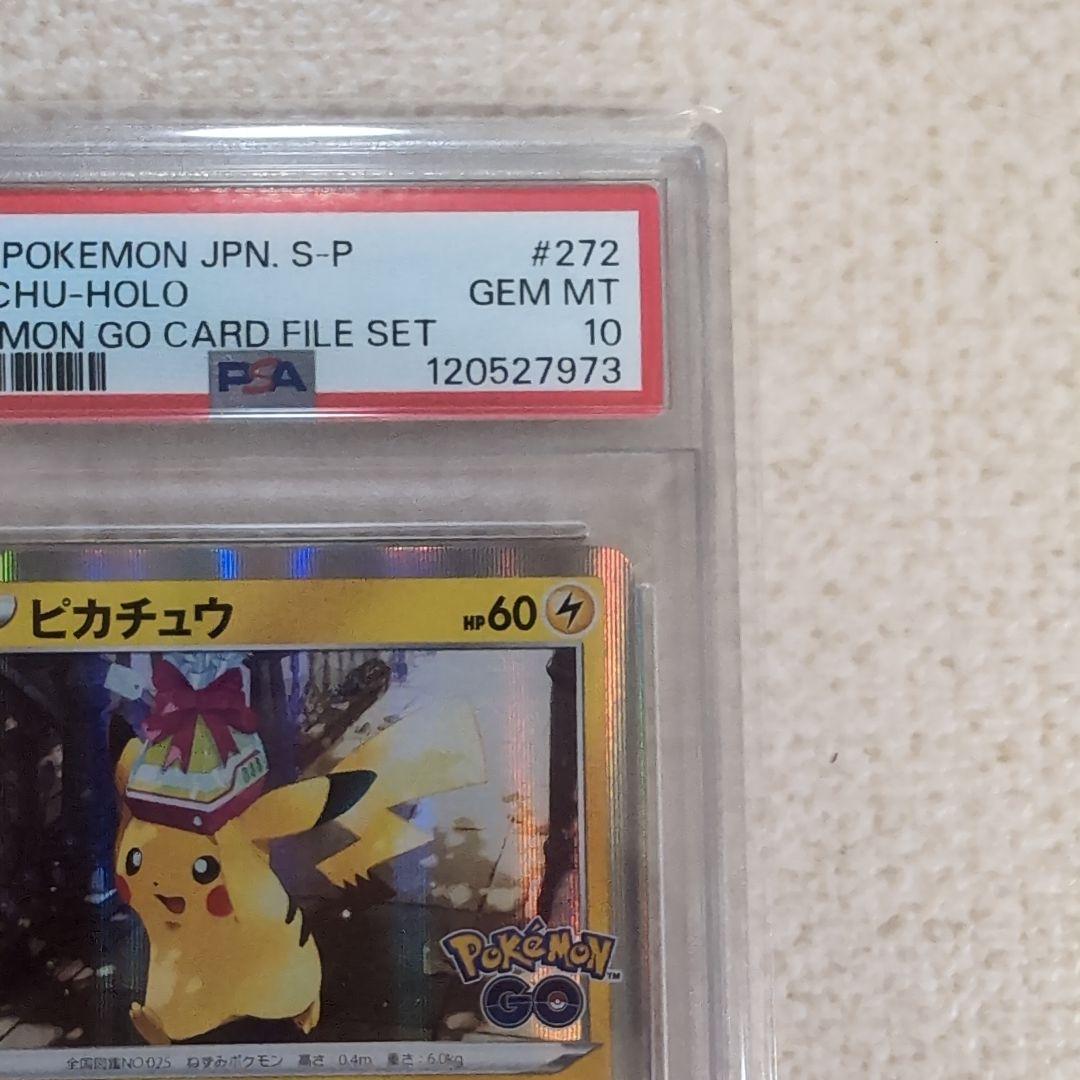 POKEMON JPN. S-P #272
CHU-HOLO GEM MT
MON GO CARD FILE SET 10
PSA 120527973
ピカチュウ HP60
Pokémon
GO
全国図鑑NO.025 ねずみポケモン 高さ:0.4m 重さ:6.0kg